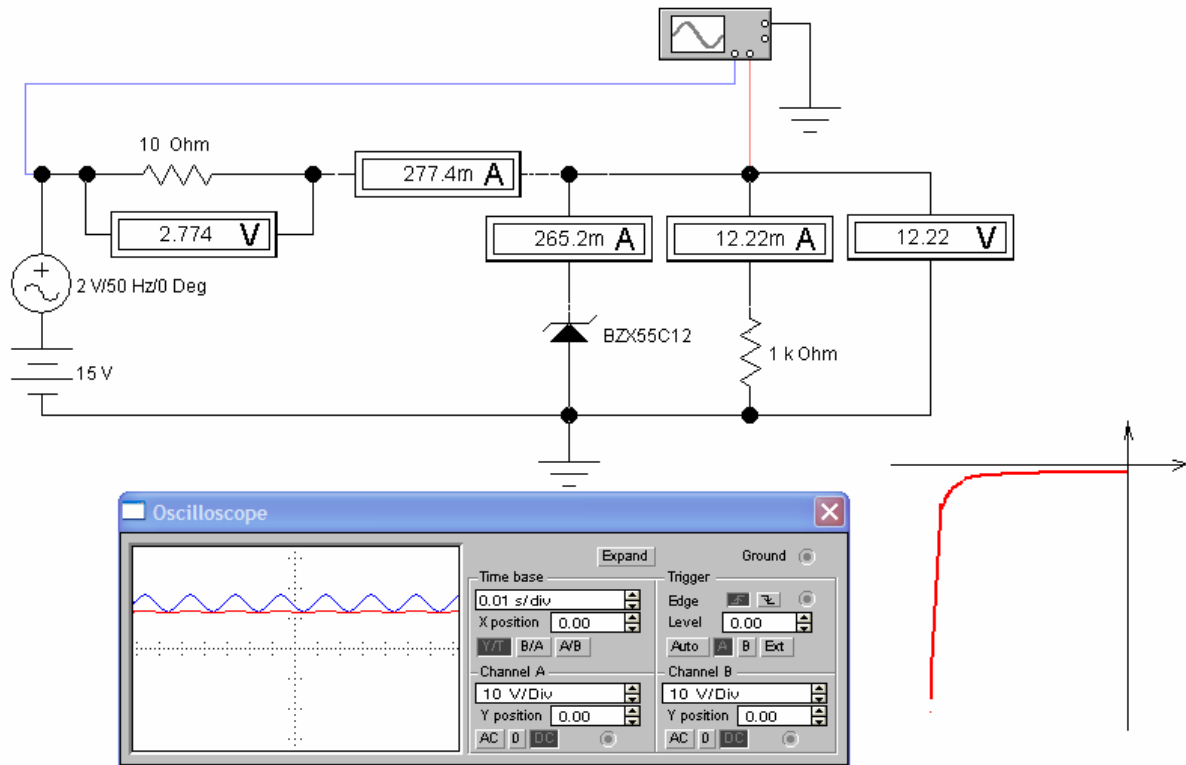 10 Ohm
277.4m A
2.774 V
265.2m A
12.22m A
12.22 V
2 V/50 Hz/0 Deg
BZX55C12
1 k Ohm
15 V
Oscilloscope
Expand
Ground
Time base
0.01 s/div
X position 0.00
Y/T B/A A/B
Trigger
Edge
Level 0.00
Auto A B Ext
Channel A
10 V/Div
Y position 0.00
AC 0 DC
Channel B
10 V/Div
Y position 0.00
AC 0 DC